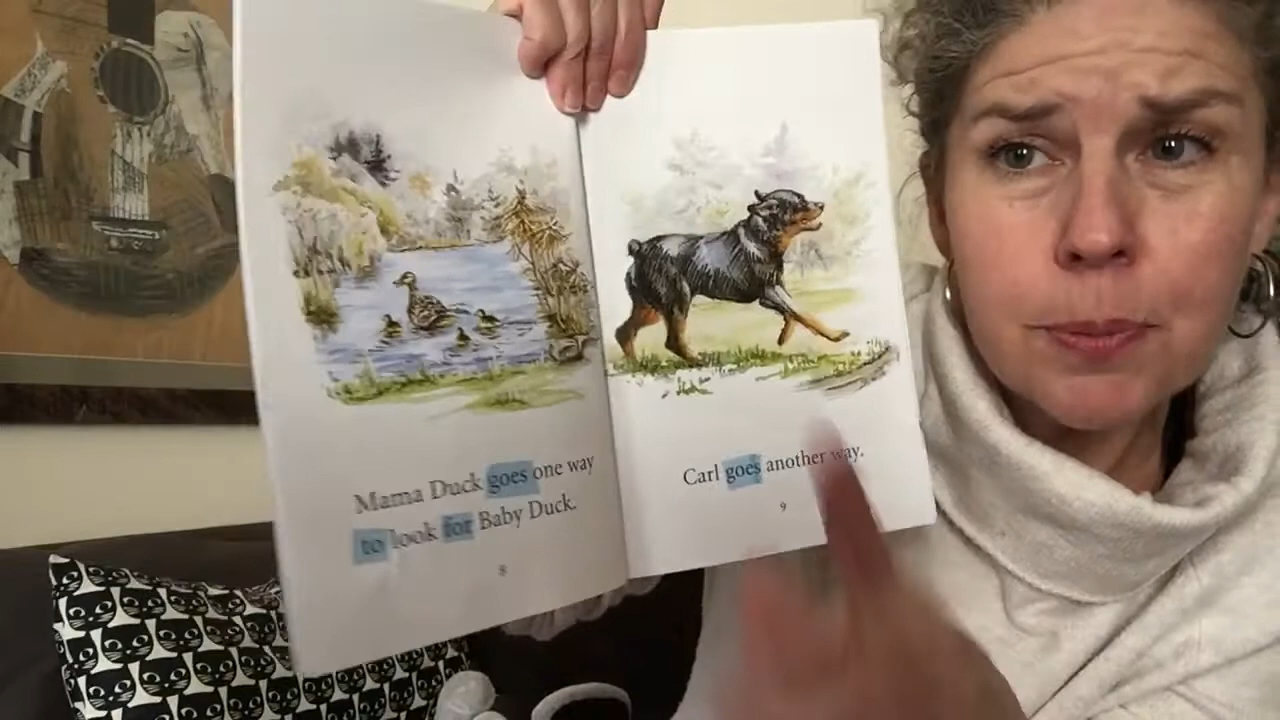 Mama Duck goes one way
to look for Baby Duck.
8
Carl goes another way.
9